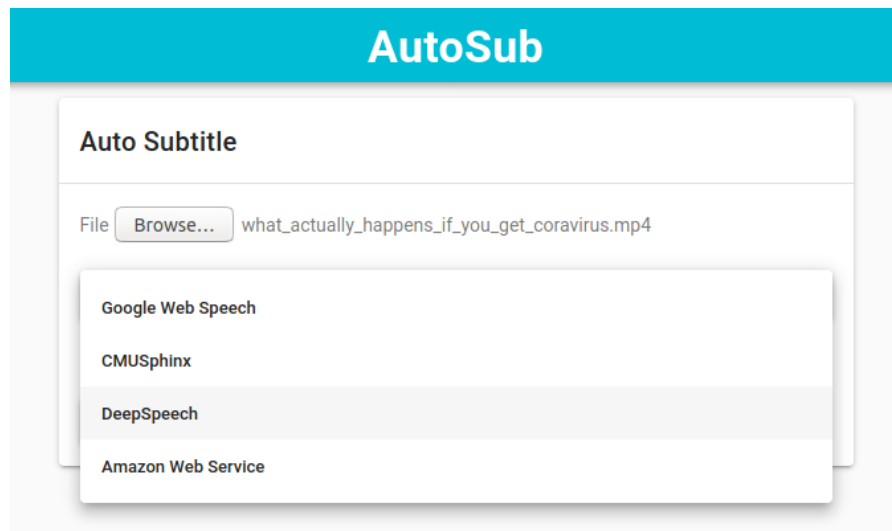 AutoSub
Auto Subtitle
File Browse... what_actually_happens_if_you_get_coravirus.mp4
Google Web Speech
CMUSphinx
DeepSpeech
Amazon Web Service